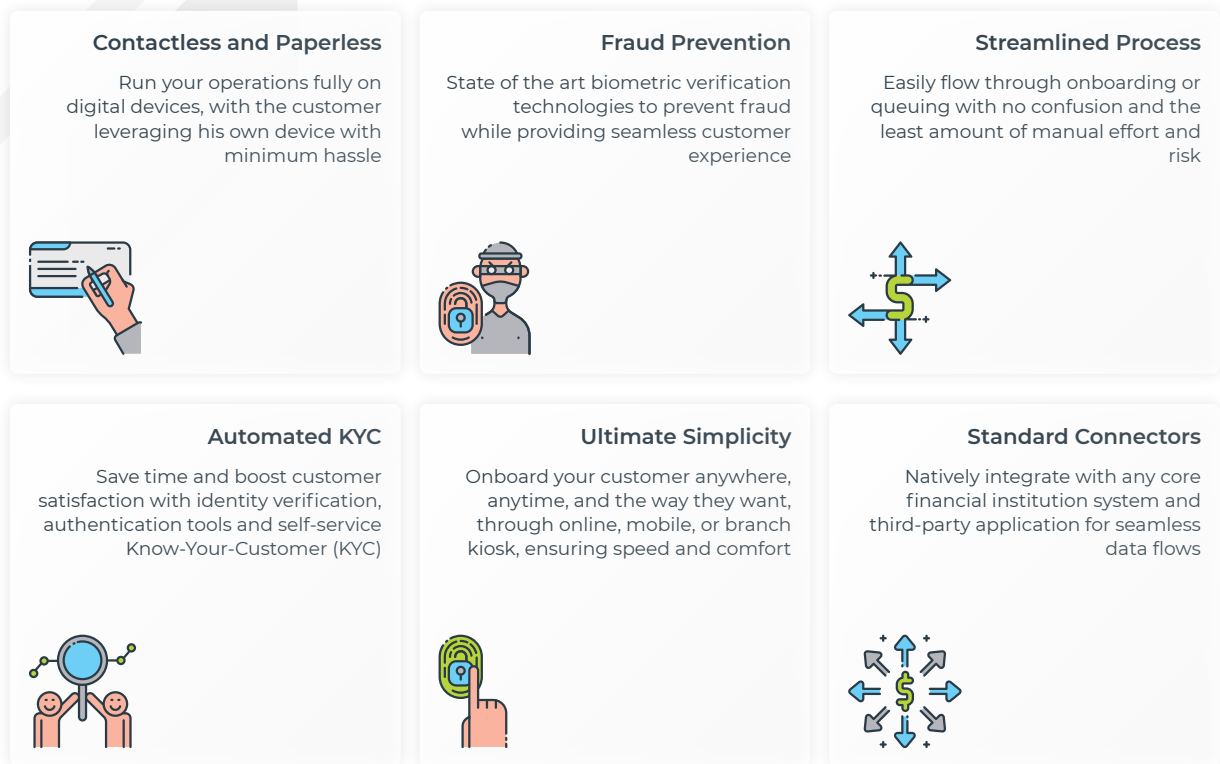 Contactless and Paperless
Run your operations fully on
digital devices, with the customer
leveraging his own device with
minimum hassle
Fraud Prevention
State of the art biometric verification
technologies to prevent fraud
while providing seamless customer
experience
Streamlined Process
Easily flow through onboarding or
queuing with no confusion and the
least amount of manual effort and
risk
Automated KYC
Save time and boost customer
satisfaction with identity verification,
authentication tools and self-service
Know-Your-Customer (KYC)
Ultimate Simplicity
Onboard your customer anywhere,
anytime, and the way they want,
through online, mobile, or branch
kiosk, ensuring speed and comfort
Standard Connectors
Natively integrate with any core
financial institution system and
third-party application for seamless
data flows